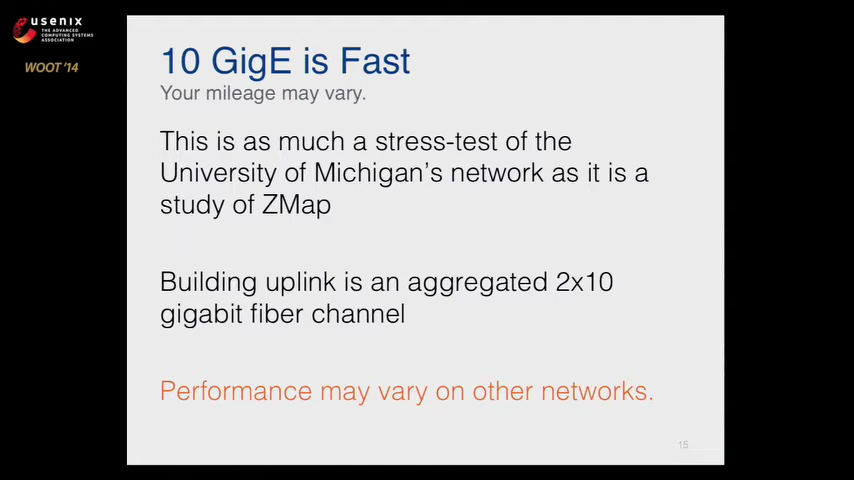 usenix
THE ADVANCED
COMPUTING SYSTEMS
ASSOCIATION
WOOT '14
10 GigE is Fast
Your mileage may vary.
This is as much a stress-test of the
University of Michigan's network as it is a
study of ZMap
Building uplink is an aggregated 2x10
gigabit fiber channel
Performance may vary on other networks.
15